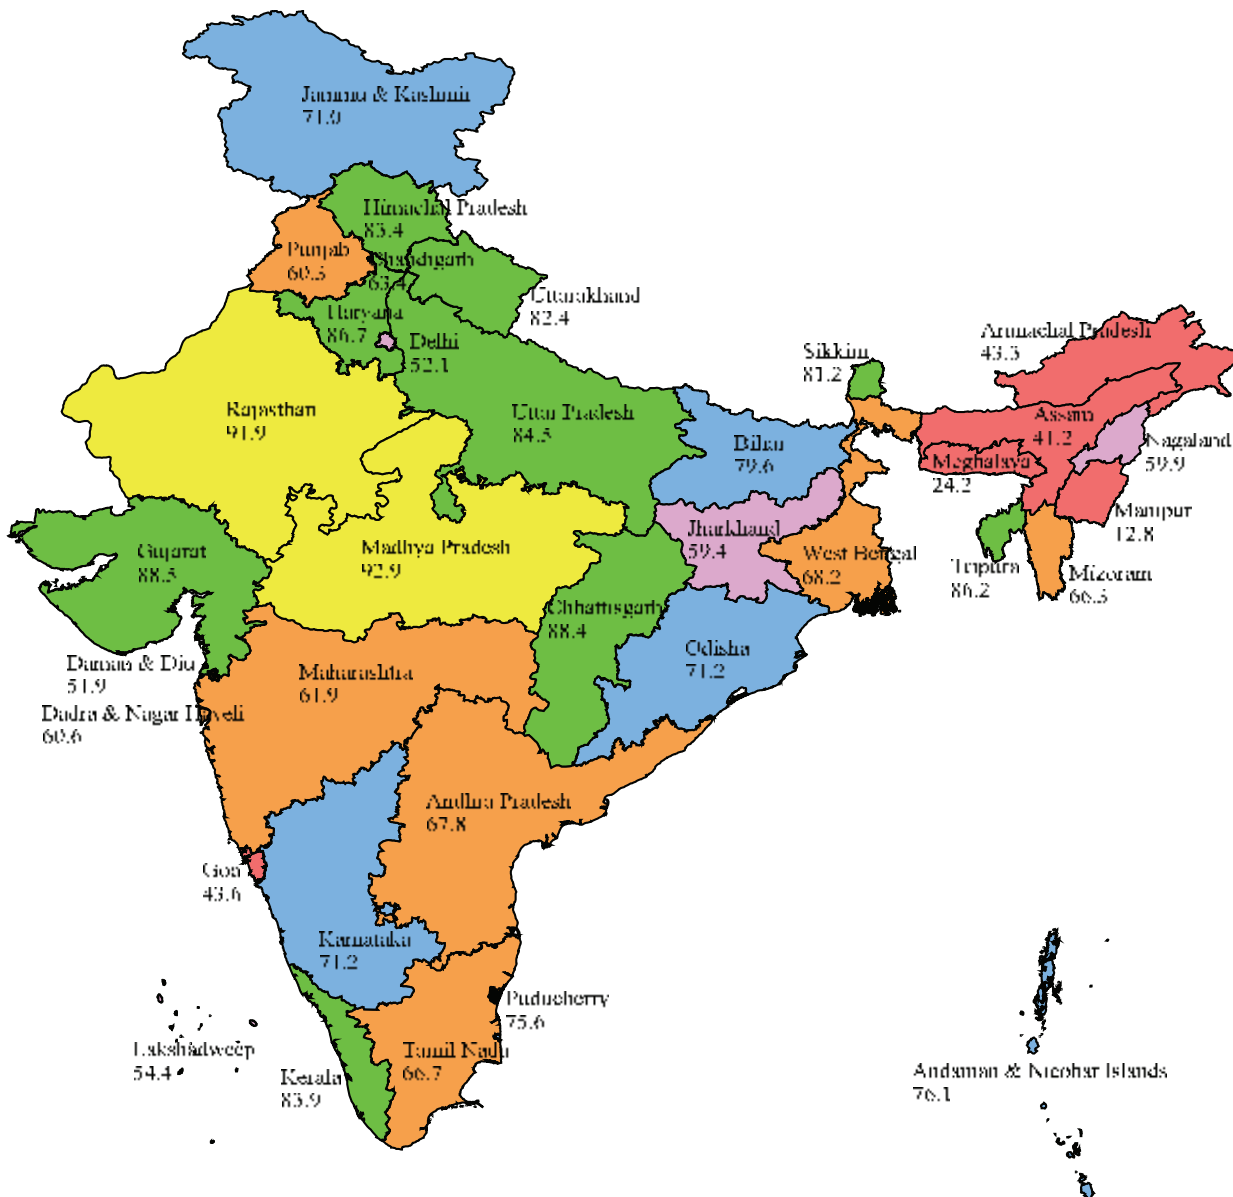 Jammu & Kashmir
71.0
Himachal Pradesh
83.4
Punjab
60.3
Chandigarh
63.4
Uttarakhand
82.4
Haryana
86.7
Delhi
52.1
Sikkim
81.2
Arunachal Pradesh
43.3
Rajasthan
91.9
Uttar Pradesh
84.5
Bihar
79.6
Assam
41.2
Nagaland
59.9
Meghalaya
24.2
Manipur
12.8
Gujarat
88.5
Madhya Pradesh
92.9
Jharkhand
59.4
West Bengal
68.2
Tripura
86.2
Mizoram
66.3
Chhattisgarh
88.4
Odisha
71.2
Daman & Diu
51.9
Maharashtra
61.9
Dadra & Nagar Haveli
60.6
Andhra Pradesh
67.8
Goa
43.6
Karnataka
71.2
Puducherry
75.6
Lakshadweep
54.4
Kerala
83.9
Tamil Nadu
66.7
Andaman & Nicobar Islands
76.1